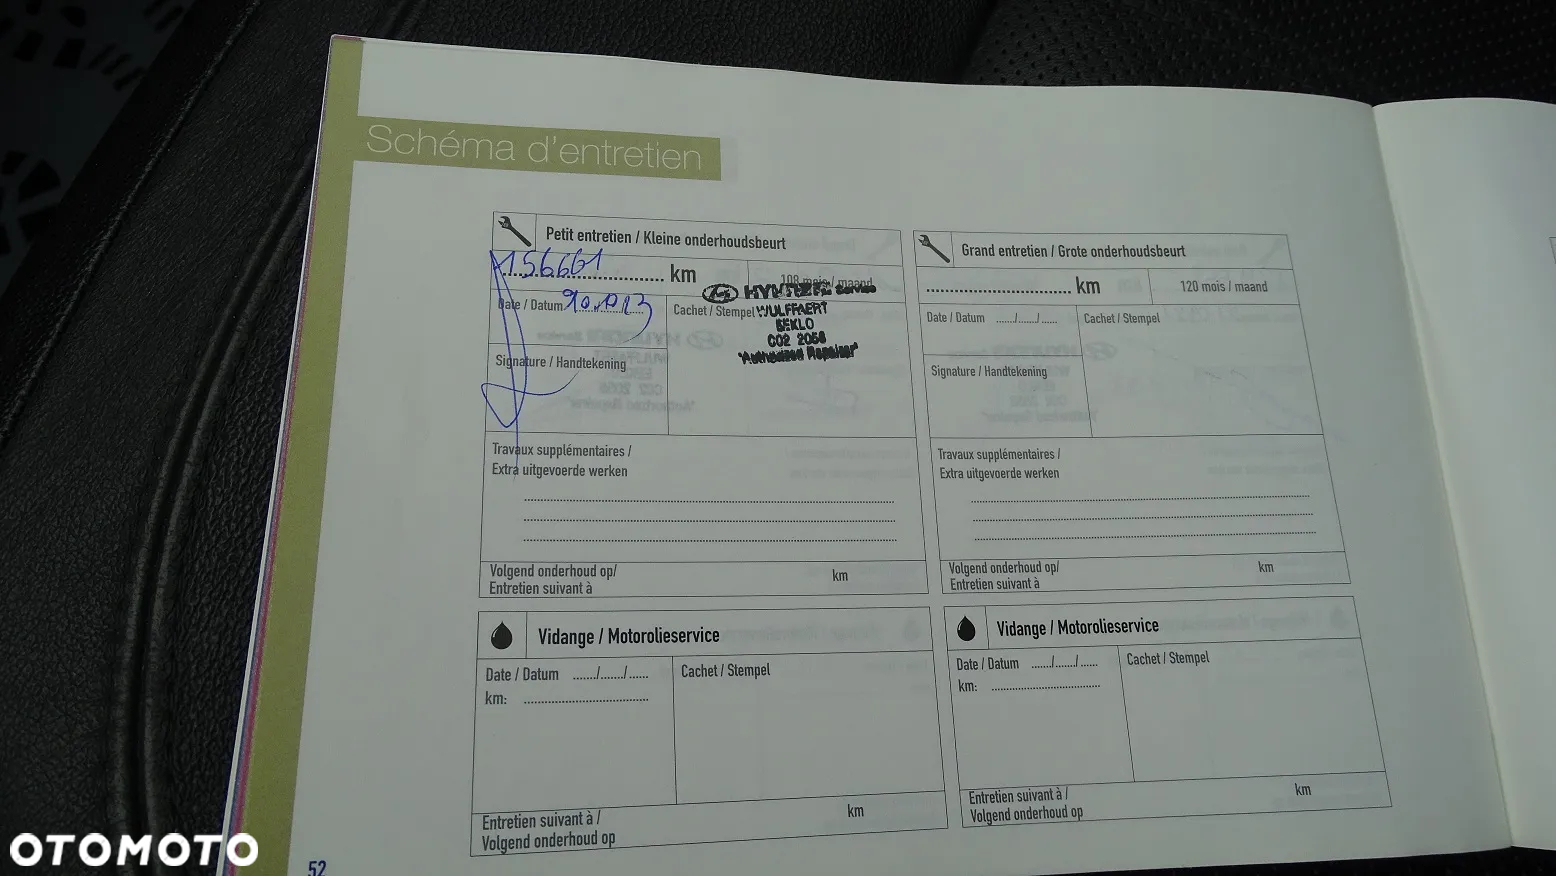 Schéma d'entretien
Petit entretien / Kleine onderhoudsbeurt
156661 km
108 mois / maand
Date / Datum
Cachet / Stempel
HYUNDAI Service
WULFFAERT
EEKLO
C02 2058
"Authorized Repairer"
Signature / Handtekening
Travaux supplémentaires /
Extra uitgevoerde werken
Volgend onderhoud op/
Entretien suivant à
km
Grand entretien / Grote onderhoudsbeurt
km
120 mois / maand
Date / Datum ....../....../......
Cachet / Stempel
Signature / Handtekening
Travaux supplémentaires /
Extra uitgevoerde werken
Volgend onderhoud op/
Entretien suivant à
km
Vidange / Motorolieservice
Date / Datum ......./......./......
km:
Cachet / Stempel
Entretien suivant à /
Volgend onderhoud op
km
Vidange / Motorolieservice
Date / Datum ......./......./......
km:
Cachet / Stempel
Entretien suivant à /
Volgend onderhoud op
km
52
OTOMOTO